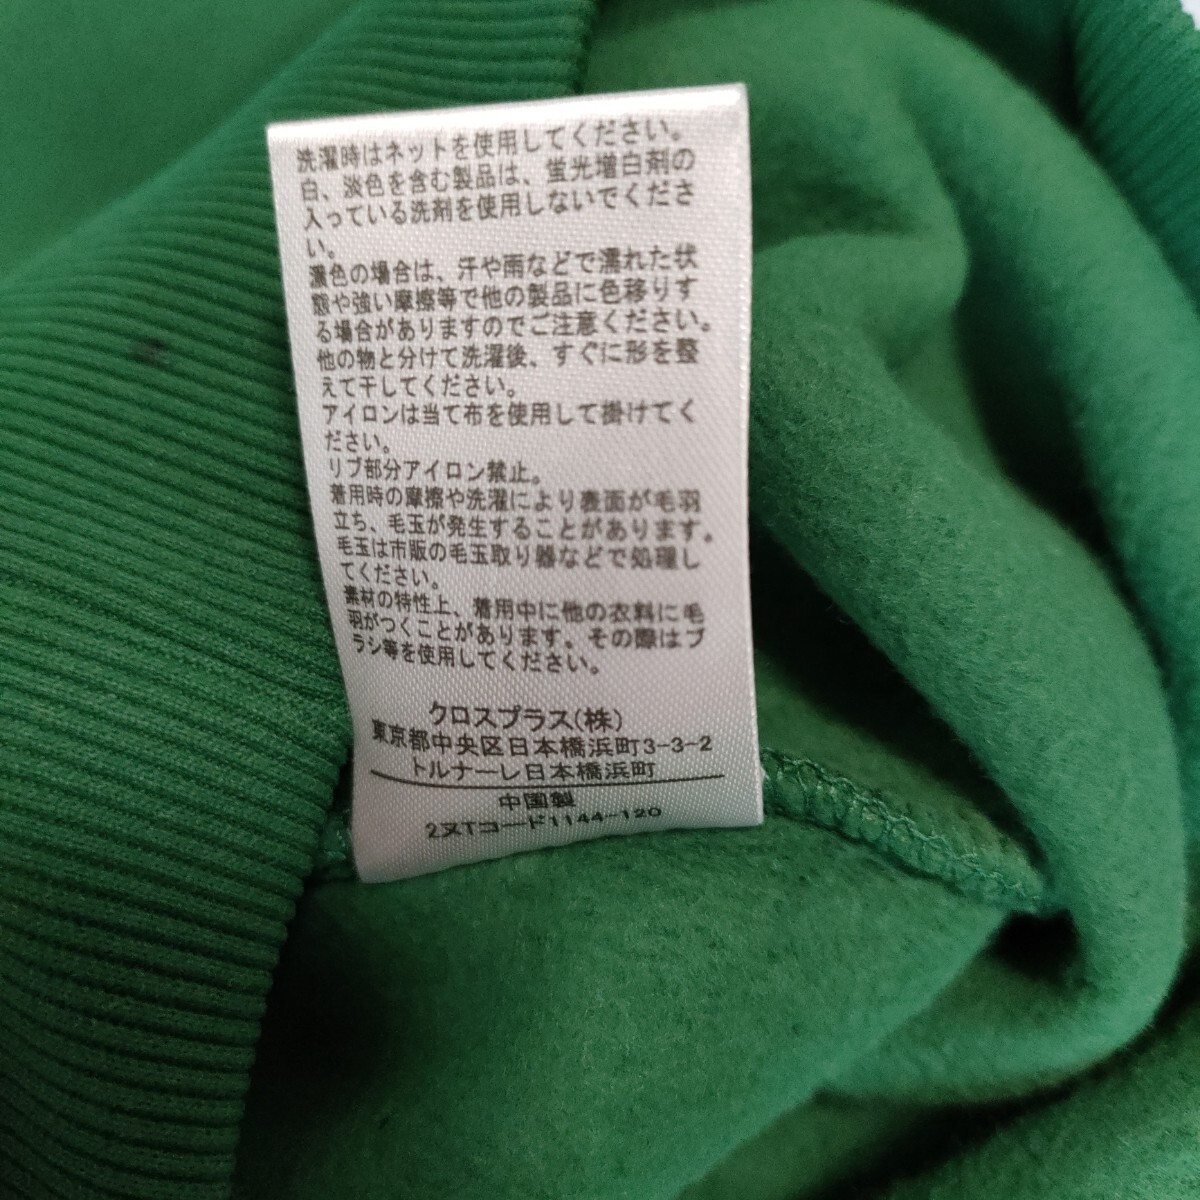 洗濯時はネットを使用してください。
白、淡色を含む製品は、蛍光増白剤の
入っている洗剤を使用しないでくださ
い。
濃色の場合は、汗や雨などで濡れた状
態や強い摩擦等で他の製品に色移りす
る場合がありますのでご注意ください。
他の物と分けて洗濯後、すぐに形を整
えて干してください。
アイロンは当て布を使用して掛けてく
ださい。
リブ部分アイロン禁止。
着用時の摩擦や洗濯により表面が毛羽
立ち、毛玉が発生することがあります。
毛玉は市販の毛玉取り器などで処理し
てください。
素材の特性上、着用中に他の衣料に毛
羽がつくことがあります。その際はブ
ラシ等を使用してください。
クロスプラス(株)
東京都中央区日本橋浜町3-3-2
トルナーレ日本橋浜町
中国製
2ヌTコード1144-120